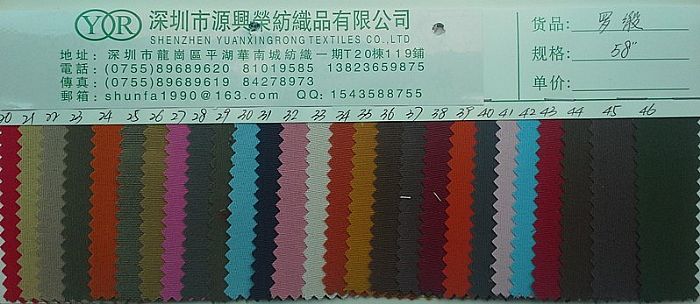 YXR 深圳市源興榮紡織品有限公司
SHENZHEN YUANXINGRONG TEXTILES CO.,LTD
地址: 深圳市龍崗區平湖華南城紡織一期T20棟119鋪
電話: (0755)89689620 81019585 13823659875
傳真: (0755)89689619 84278973
郵箱: shunfa1990@163.com QQ: 1543588755
货品: 罗缎
规格: 58"
单价:
20 21 22 23 24 25 26 27 28 29 30 31 32 33 34 35 36 37 38 39 40 41 42 43 44 45 46